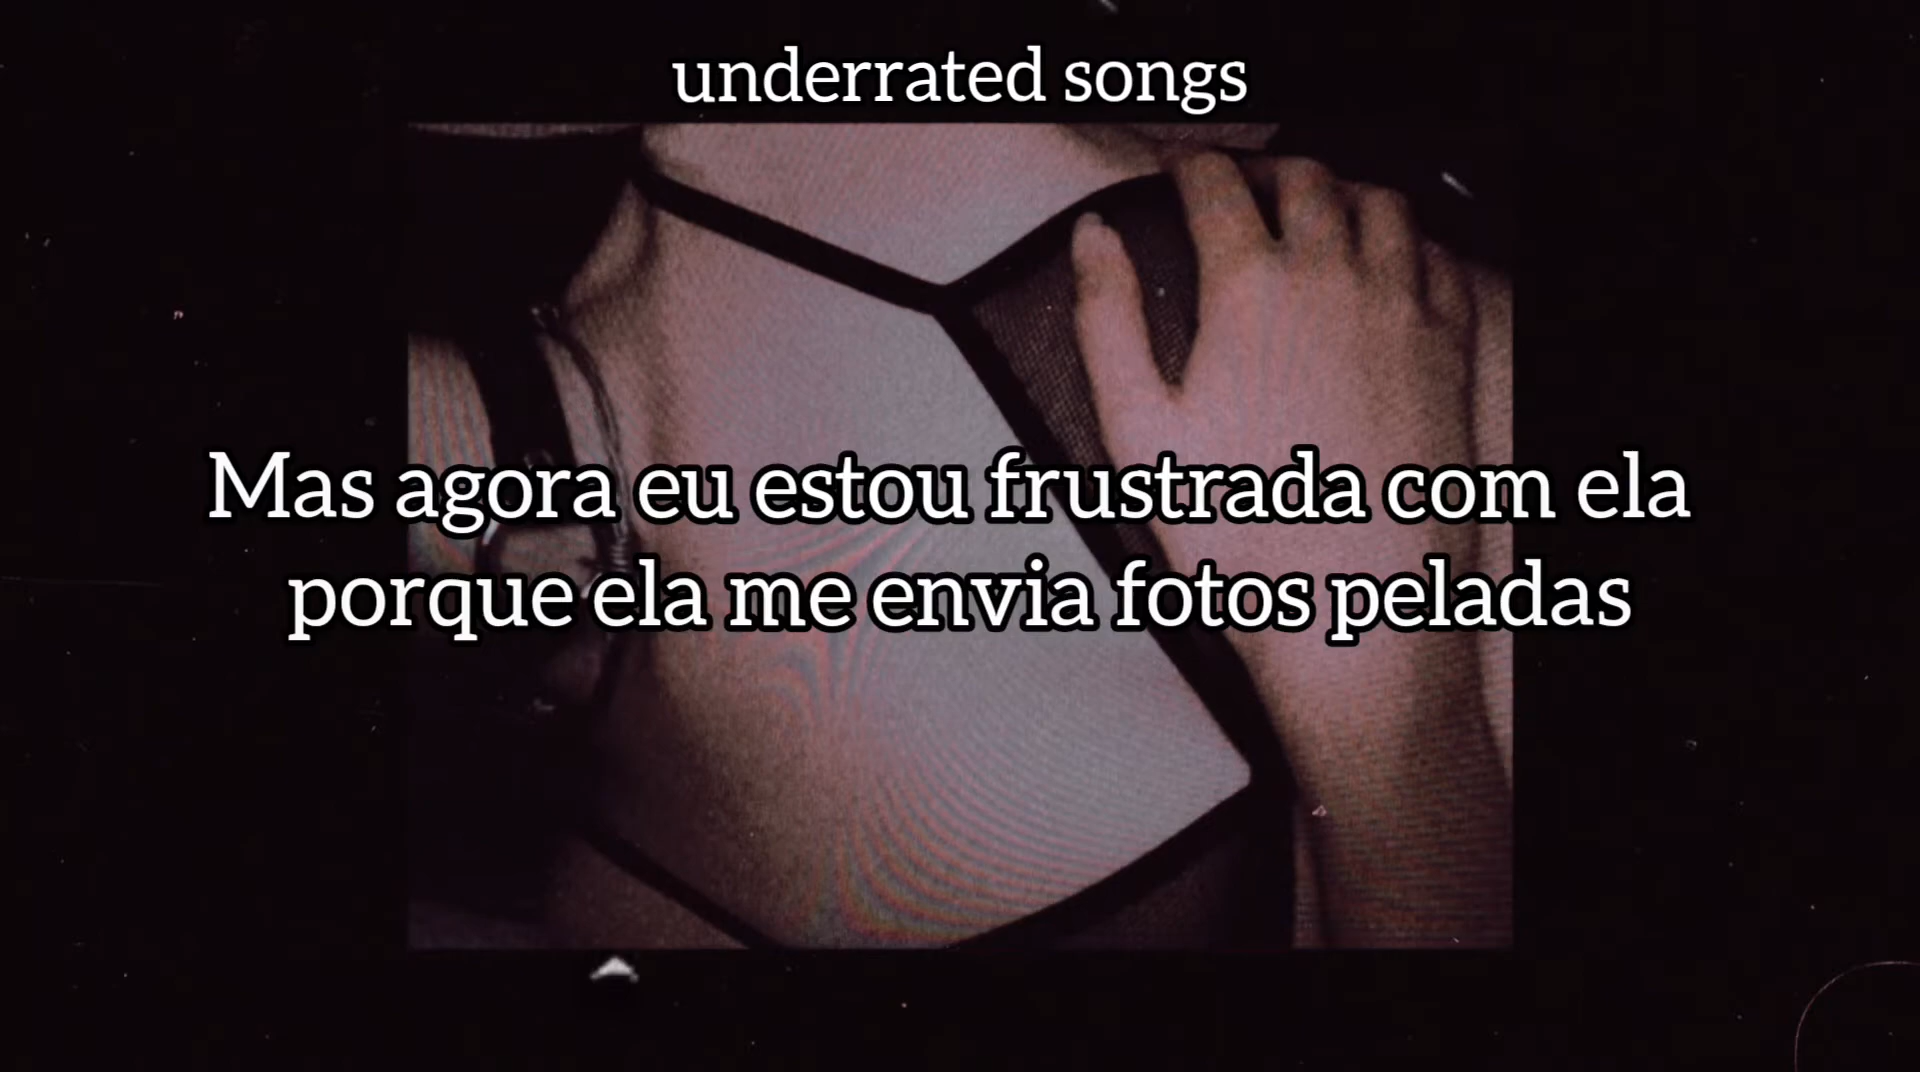 underrated songs
Mas agora eu estou frustrada com ela
porque ela me envia fotos peladas